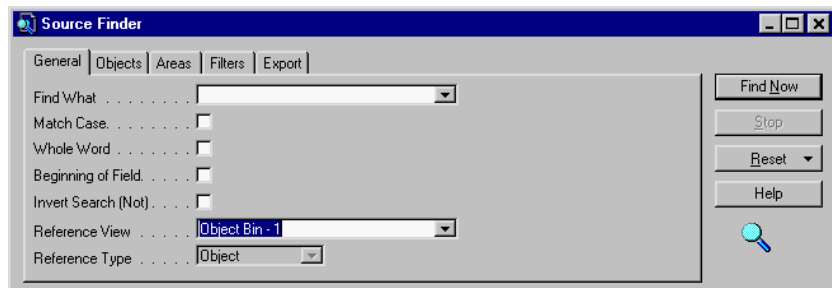 Source Finder
General Objects Areas Filters Export
Find What . . . . . . . .
Match Case. . . . . . . .
Whole Word . . . . . . .
Beginning of Field. . . . .
Invert Search (Not) . . . .
Reference View . . . . . Object Bin - 1
Reference Type . . . . . Object
Find Now
Stop
Reset
Help